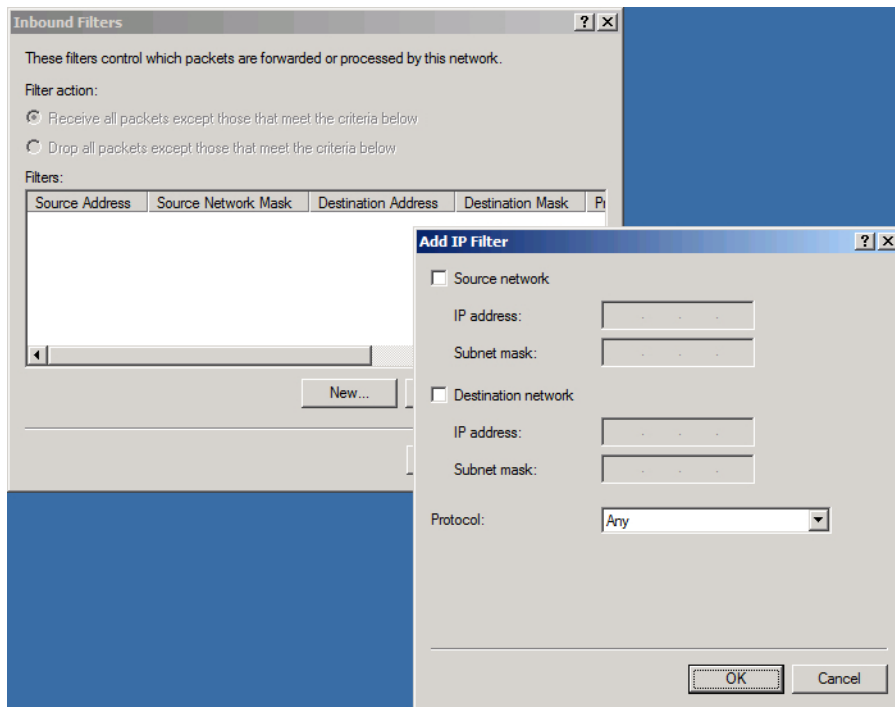 Inbound Filters
These filters control which packets are forwarded or processed by this network.
Filter action:
Receive all packets except those that meet the criteria below
Drop all packets except those that meet the criteria below
Filters:
Source Address Source Network Mask Destination Address Destination Mask
New...
Add IP Filter
Source network
IP address:
Subnet mask:
Destination network
IP address:
Subnet mask:
Protocol: Any
OK Cancel